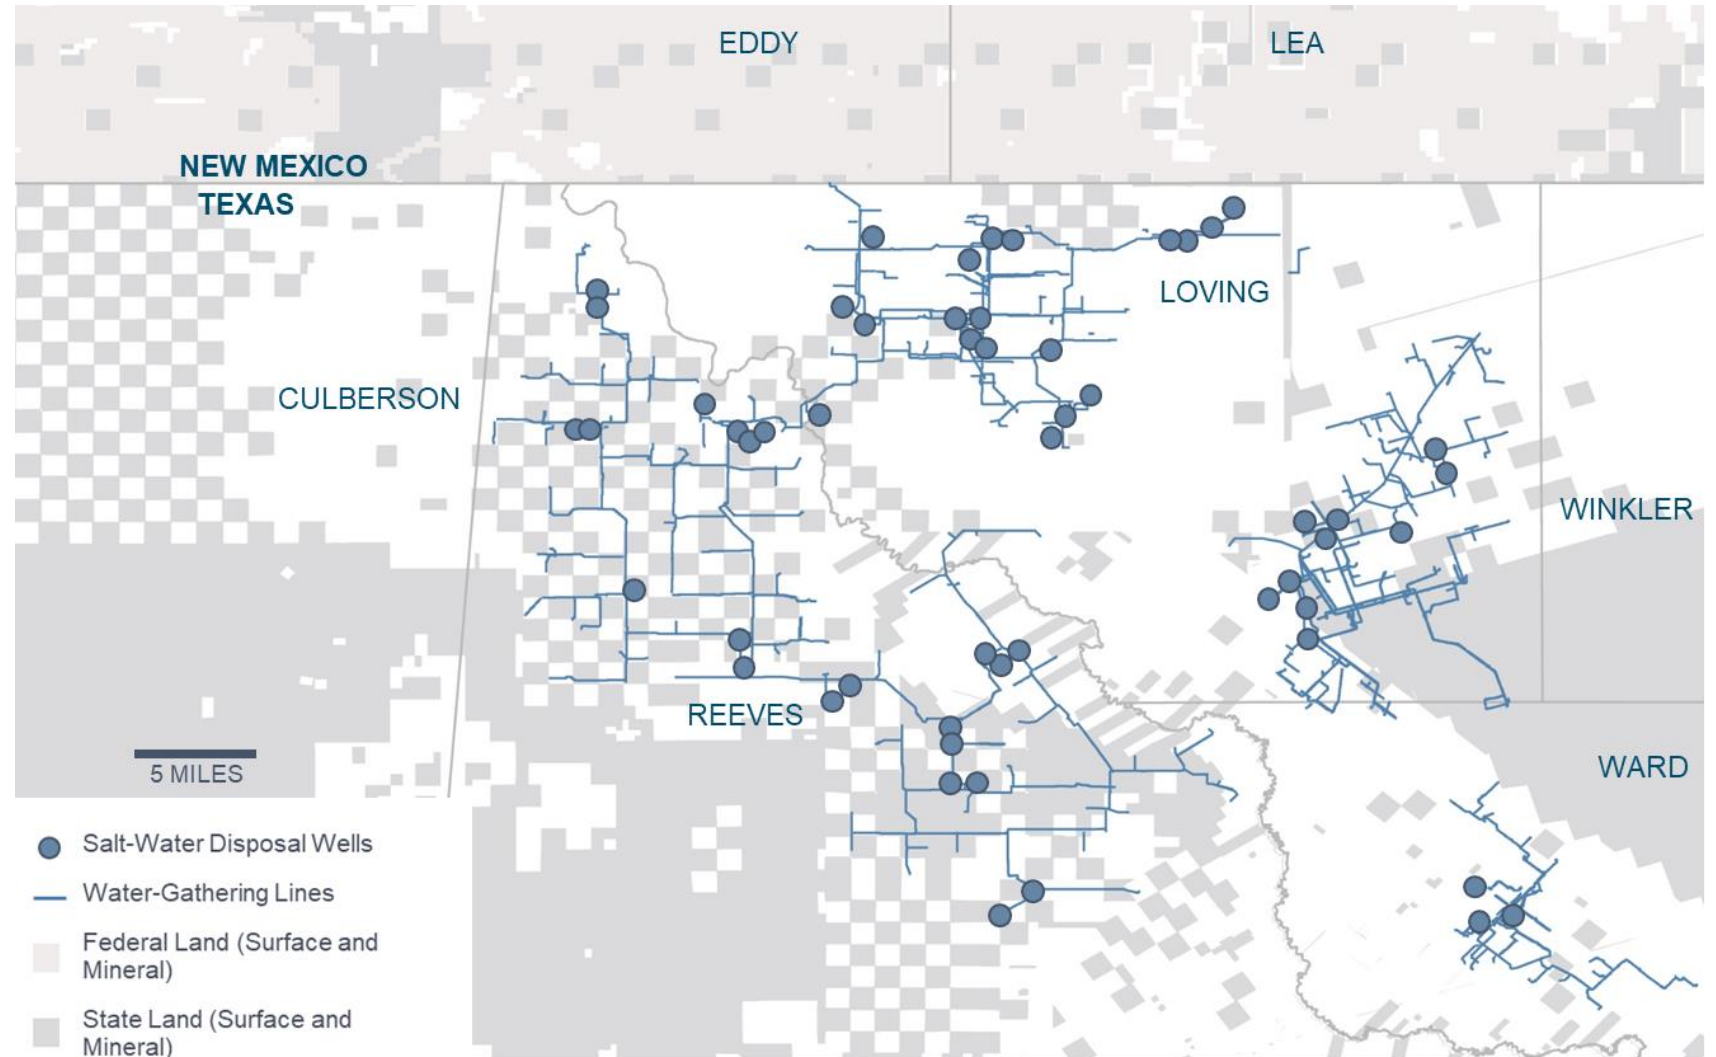 EDDY
LEA
NEW MEXICO
TEXAS
LOVING
CULBERSON
WINKLER
REEVES
WARD
5 MILES
Salt-Water Disposal Wells
Water-Gathering Lines
Federal Land (Surface and
Mineral)
State Land (Surface and
Mineral)